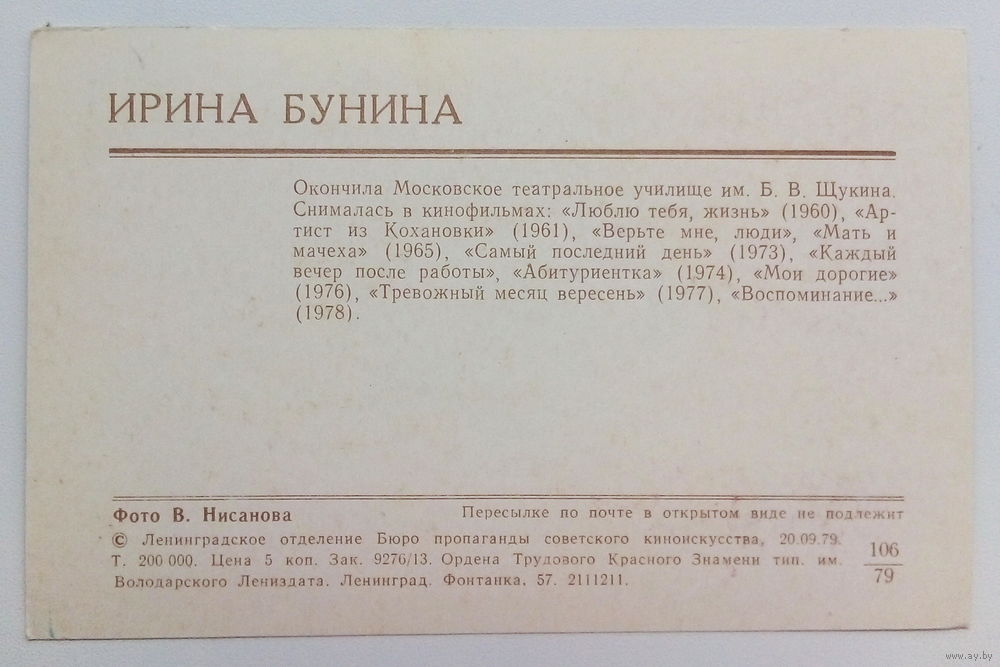 ИРИНА БУНИНА
Окончила Московское театральное училище им. Б. В. Щукина.
Снималась в кинофильмах: «Люблю тебя, жизнь» (1960), «Ар-
тист из Кохановки» (1961), «Верьте мне, люди», «Мать и
мачеха» (1965), «Самый последний день» (1973), «Каждый
вечер после работы», «Абитуриентка» (1974), «Мои дорогие»
(1976), «Тревожный месяц вересень» (1977), «Воспоминание...»
(1978).
Фото В. Нисанова
Пересылке по почте в открытом виде не подлежит
© Ленинградское отделение Бюро пропаганды советского киноискусства, 20.09.79.
Т. 200 000. Цена 5 коп. Зак. 9276/13. Ордена Трудового Красного Знамени тип. им.
Володарского Лениздата. Ленинград. Фонтанка, 57. 2111211.
106
79
www.ay.by